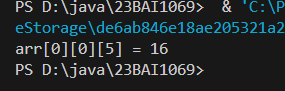 PS D:\java\23BAI1069>  & 'C:\P
eStorage\de6ab846e18ae205321a2
arr[0][0][5] = 16
PS D:\java\23BAI1069>